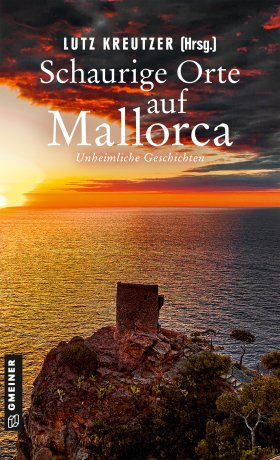 LUTZ KREUTZER (Hrsg.)
Schaurige Orte
auf
Mallorca
Unheimliche Geschichten
GMEINER